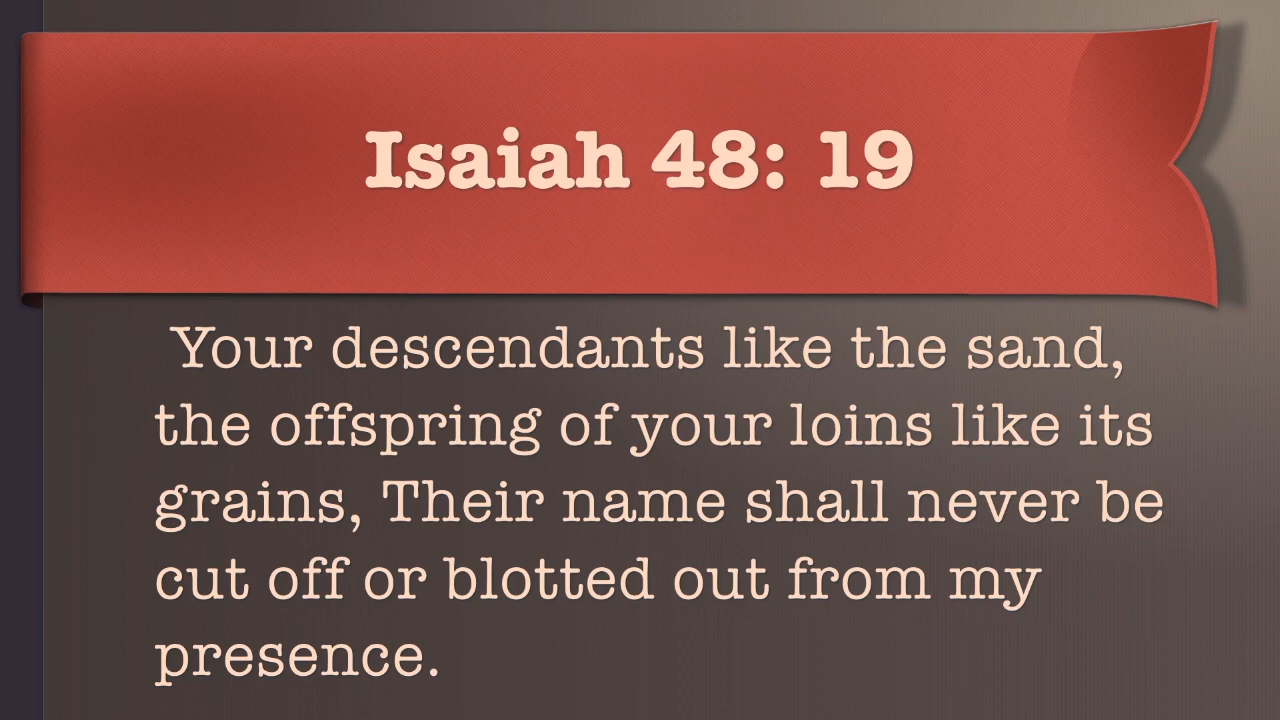 Isaiah 48: 19
Your descendants like the sand,
the offspring of your loins like its
grains, Their name shall never be
cut off or blotted out from my
presence.